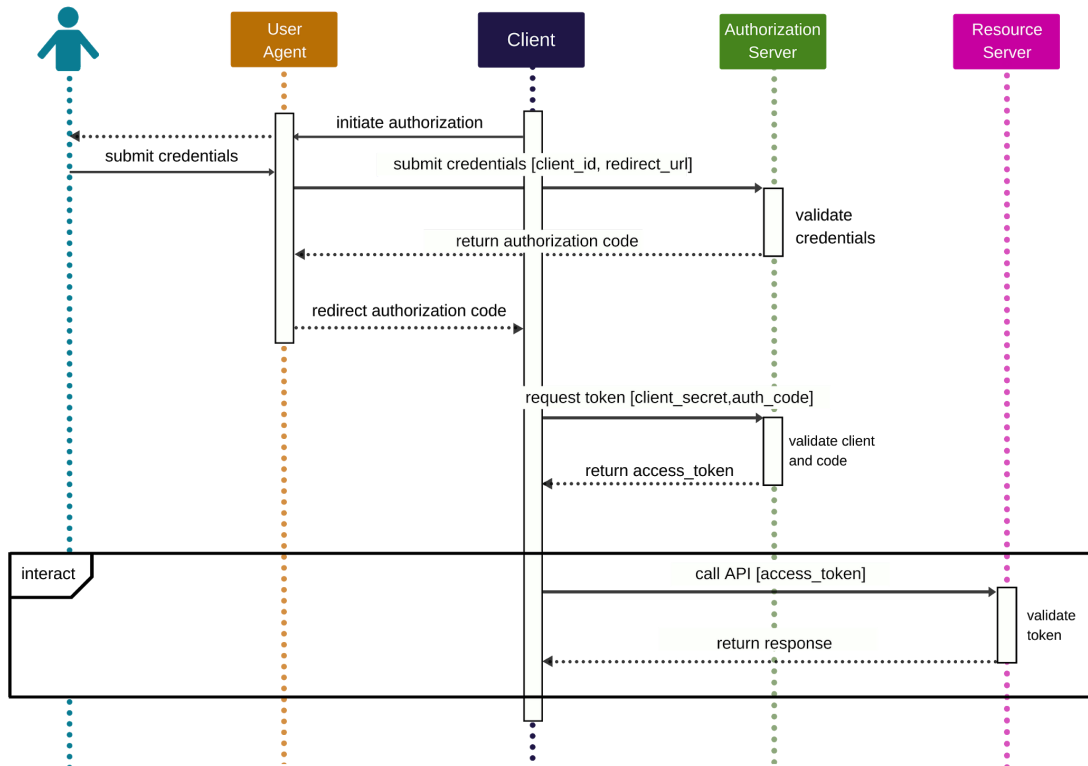 User
Agent
Client
Authorization
Server
Resource
Server
initiate authorization
submit credentials
submit credentials [client_id, redirect_url]
validate
credentials
return authorization code
redirect authorization code
request token [client_secret,auth_code]
validate client
and code
return access_token
interact
call API [access_token]
validate
token
return response